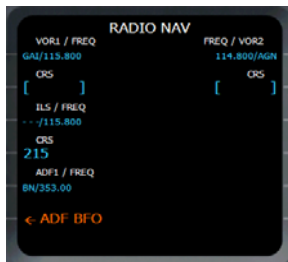 RADIO NAV
VOR1 / FREQ FREQ / VOR2
GAI/115.800 114.800/AGN
CRS CRS
[ ] [ ]
ILS / FREQ
- - -/115.800
CRS
215
ADF1 / FREQ
BN/353.00
← ADF BFO